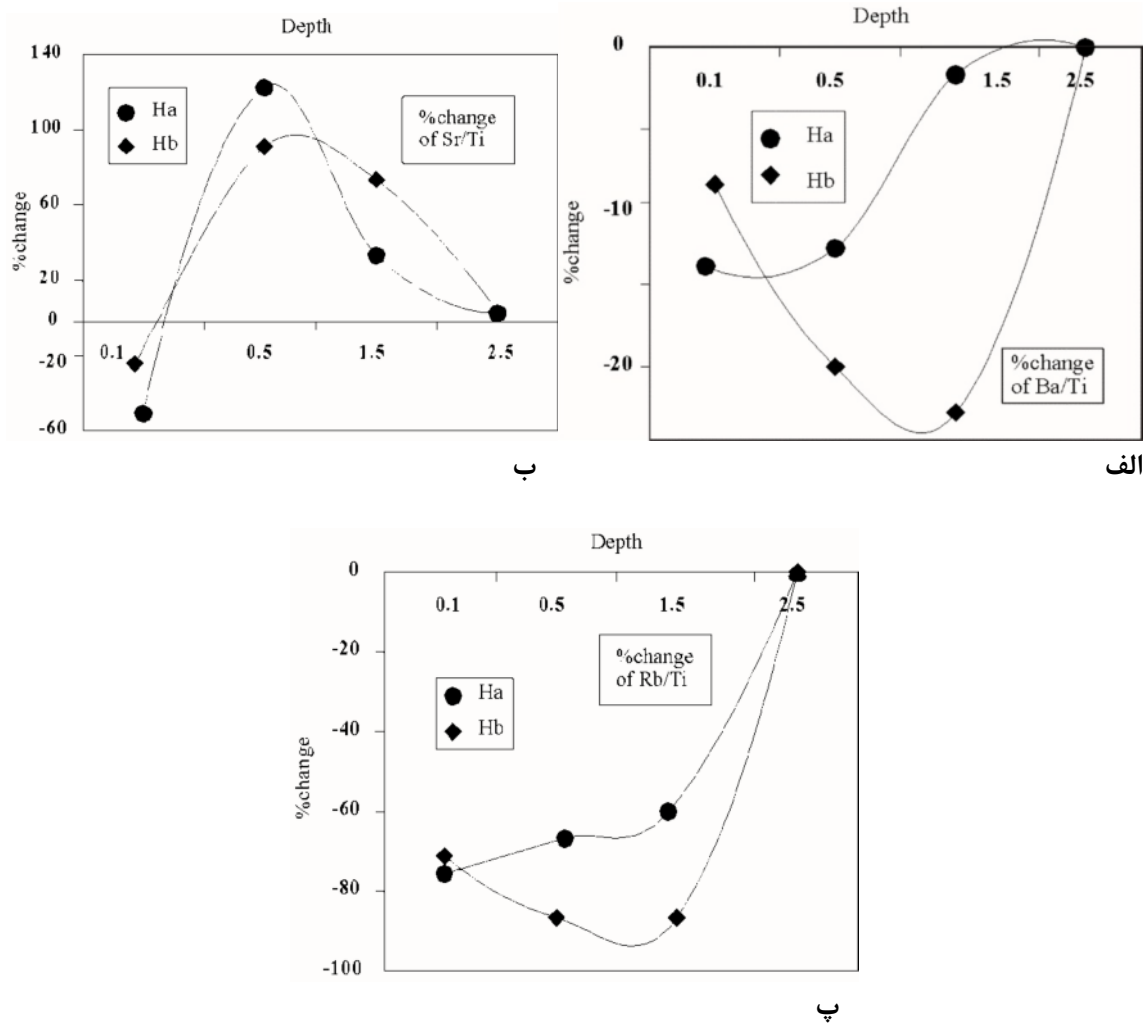 Depth
140
100
60
20
0
-20
-60
%change
Ha
Hb
%change
of Sr/Ti
0.1
0.5
1.5
2.5
ب
Depth
0
-10
-20
%change
0.1
0.5
1.5
2.5
Ha
Hb
%change
of Ba/Ti
الف
Depth
0
-20
-40
-60
-80
-100
%change
0.1
0.5
1.5
2.5
%change
of Rb/Ti
Ha
Hb
پ